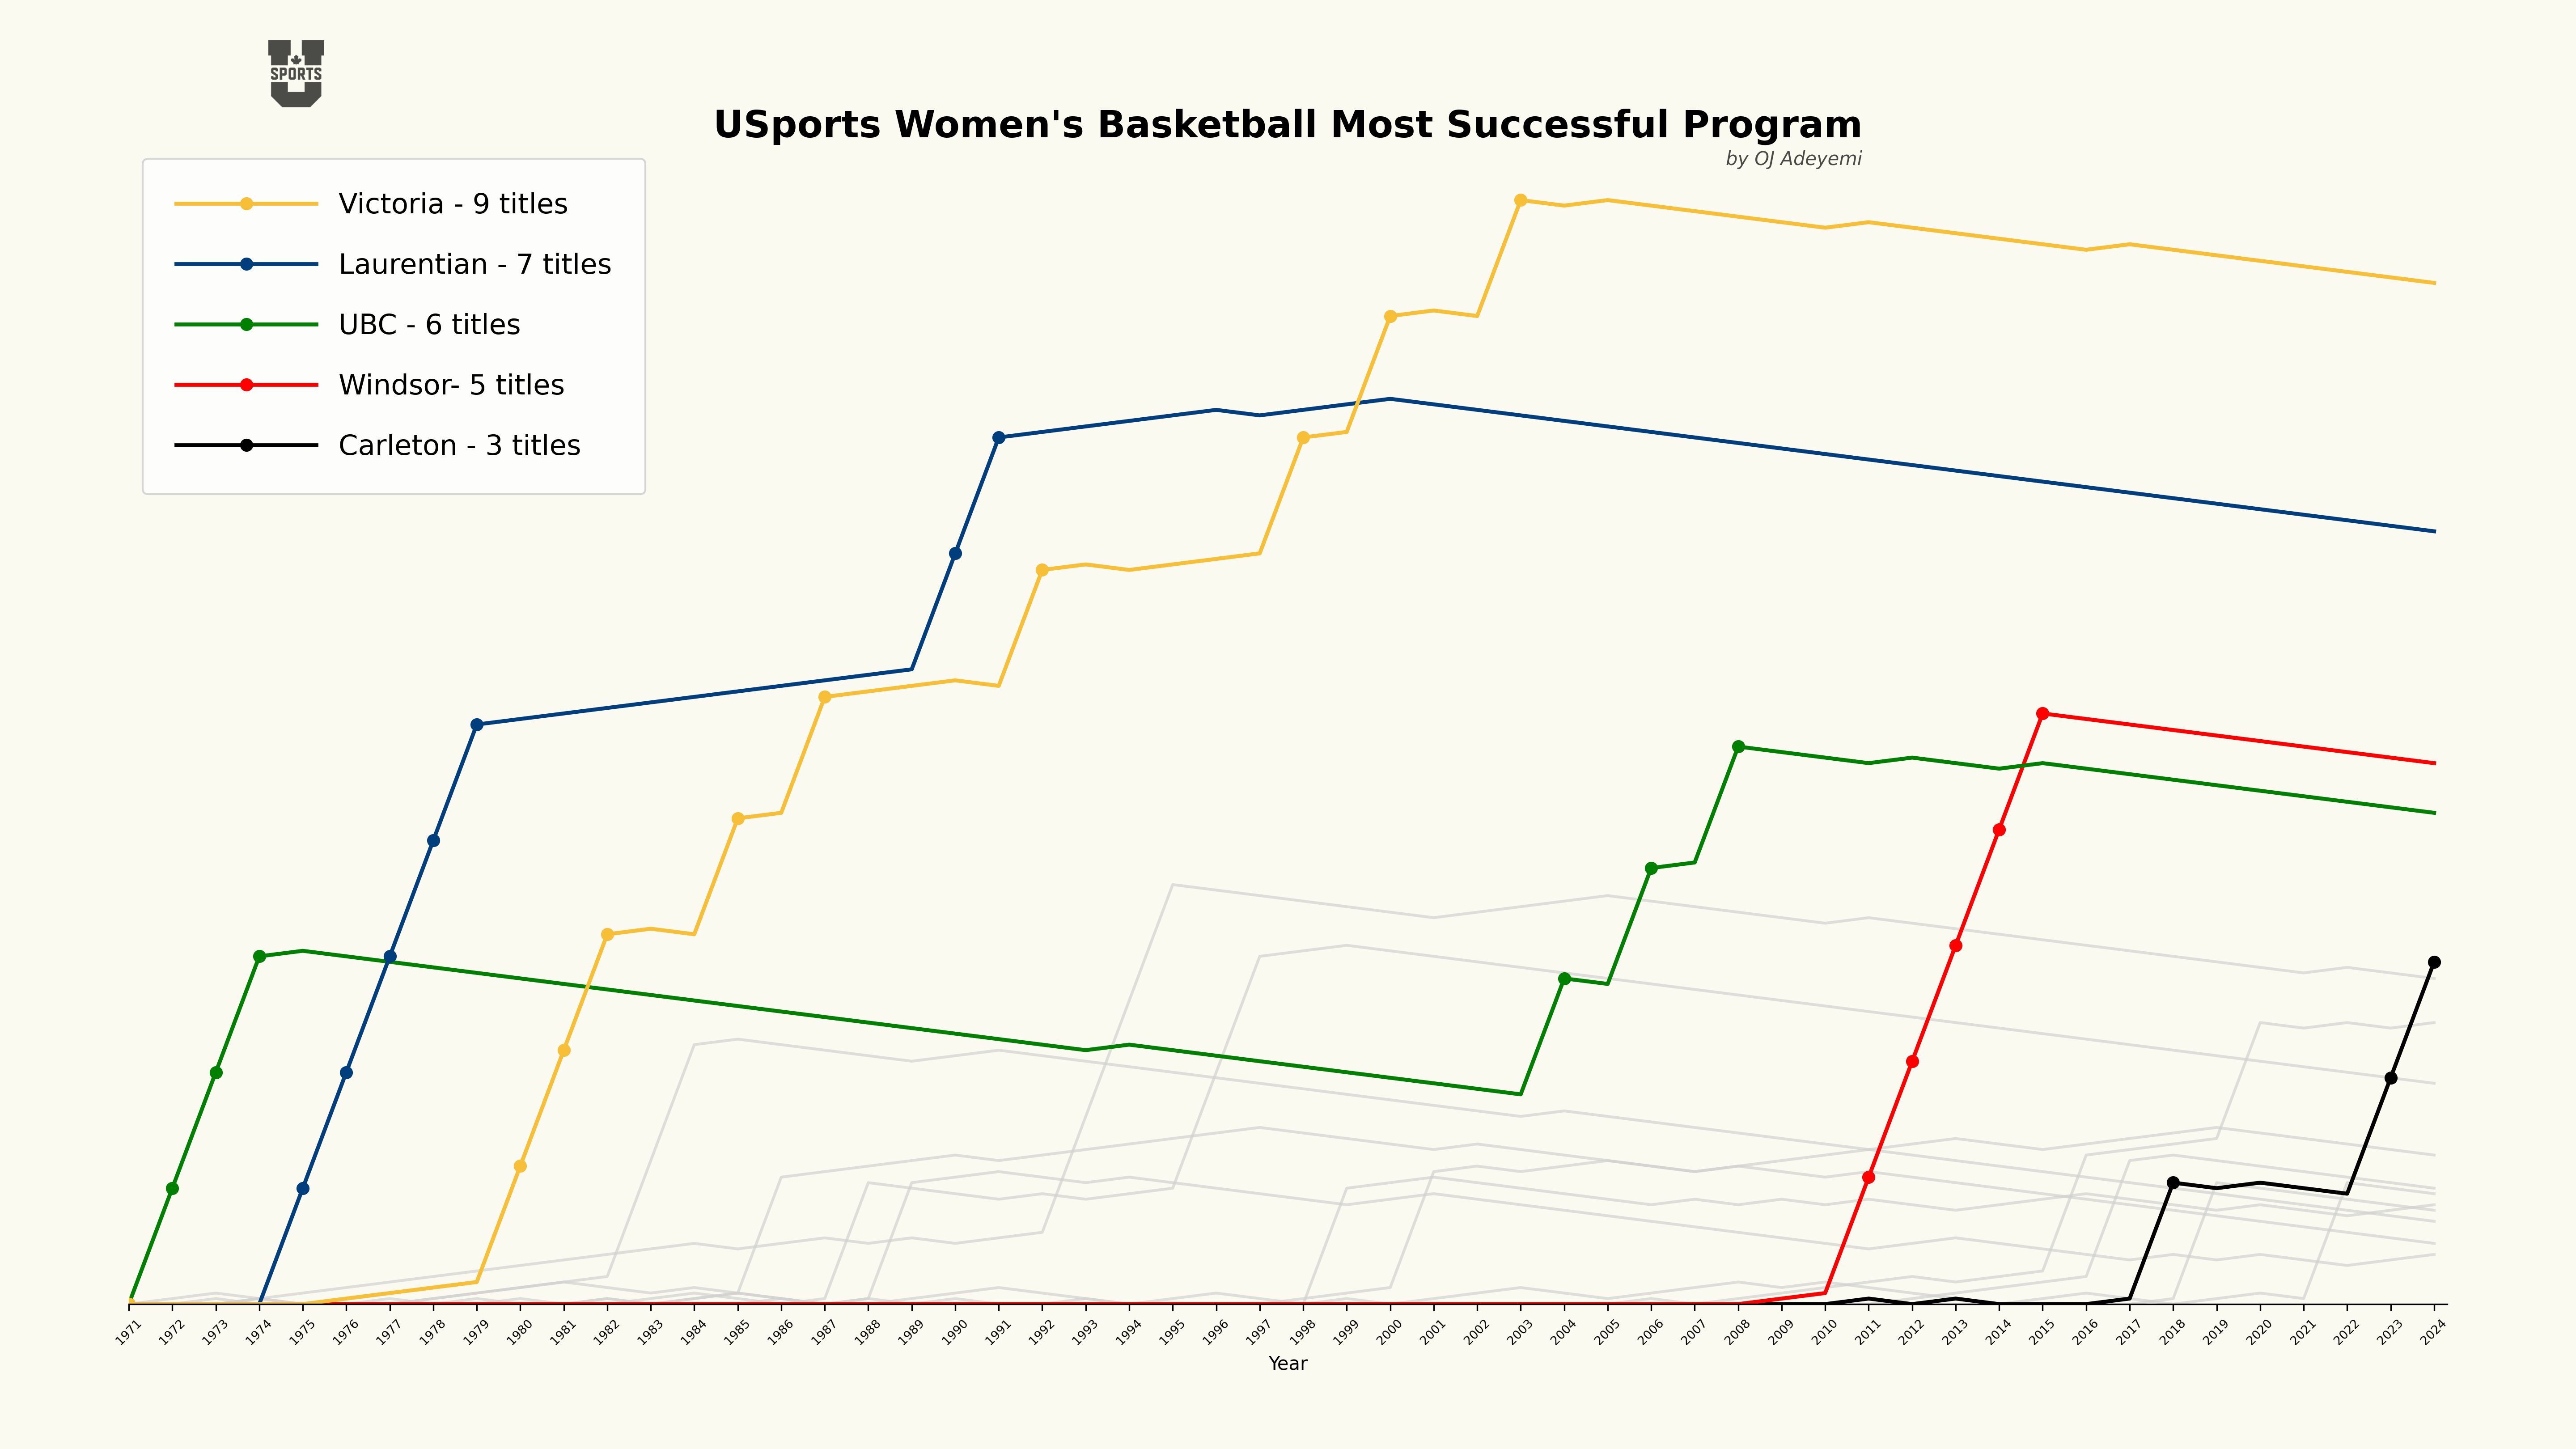 SPORTS
USports Women's Basketball Most Successful Program
by OJ Adeyemi
Victoria - 9 titles
Laurentian - 7 titles
UBC - 6 titles
Windsor- 5 titles
Carleton - 3 titles
1971 1972 1973 1974 1975 1976 1977 1978 1979 1980 1981 1982 1983 1984 1985 1986 1987 1988 1989 1990 1991 1992 1993 1994 1995 1996 1997 1998 1999 2000 2001 2002 2003 2004 2005 2006 2007 2008 2009 2010 2011 2012 2013 2014 2015 2016 2017 2018 2019 2020 2021 2022 2023 2024
Year